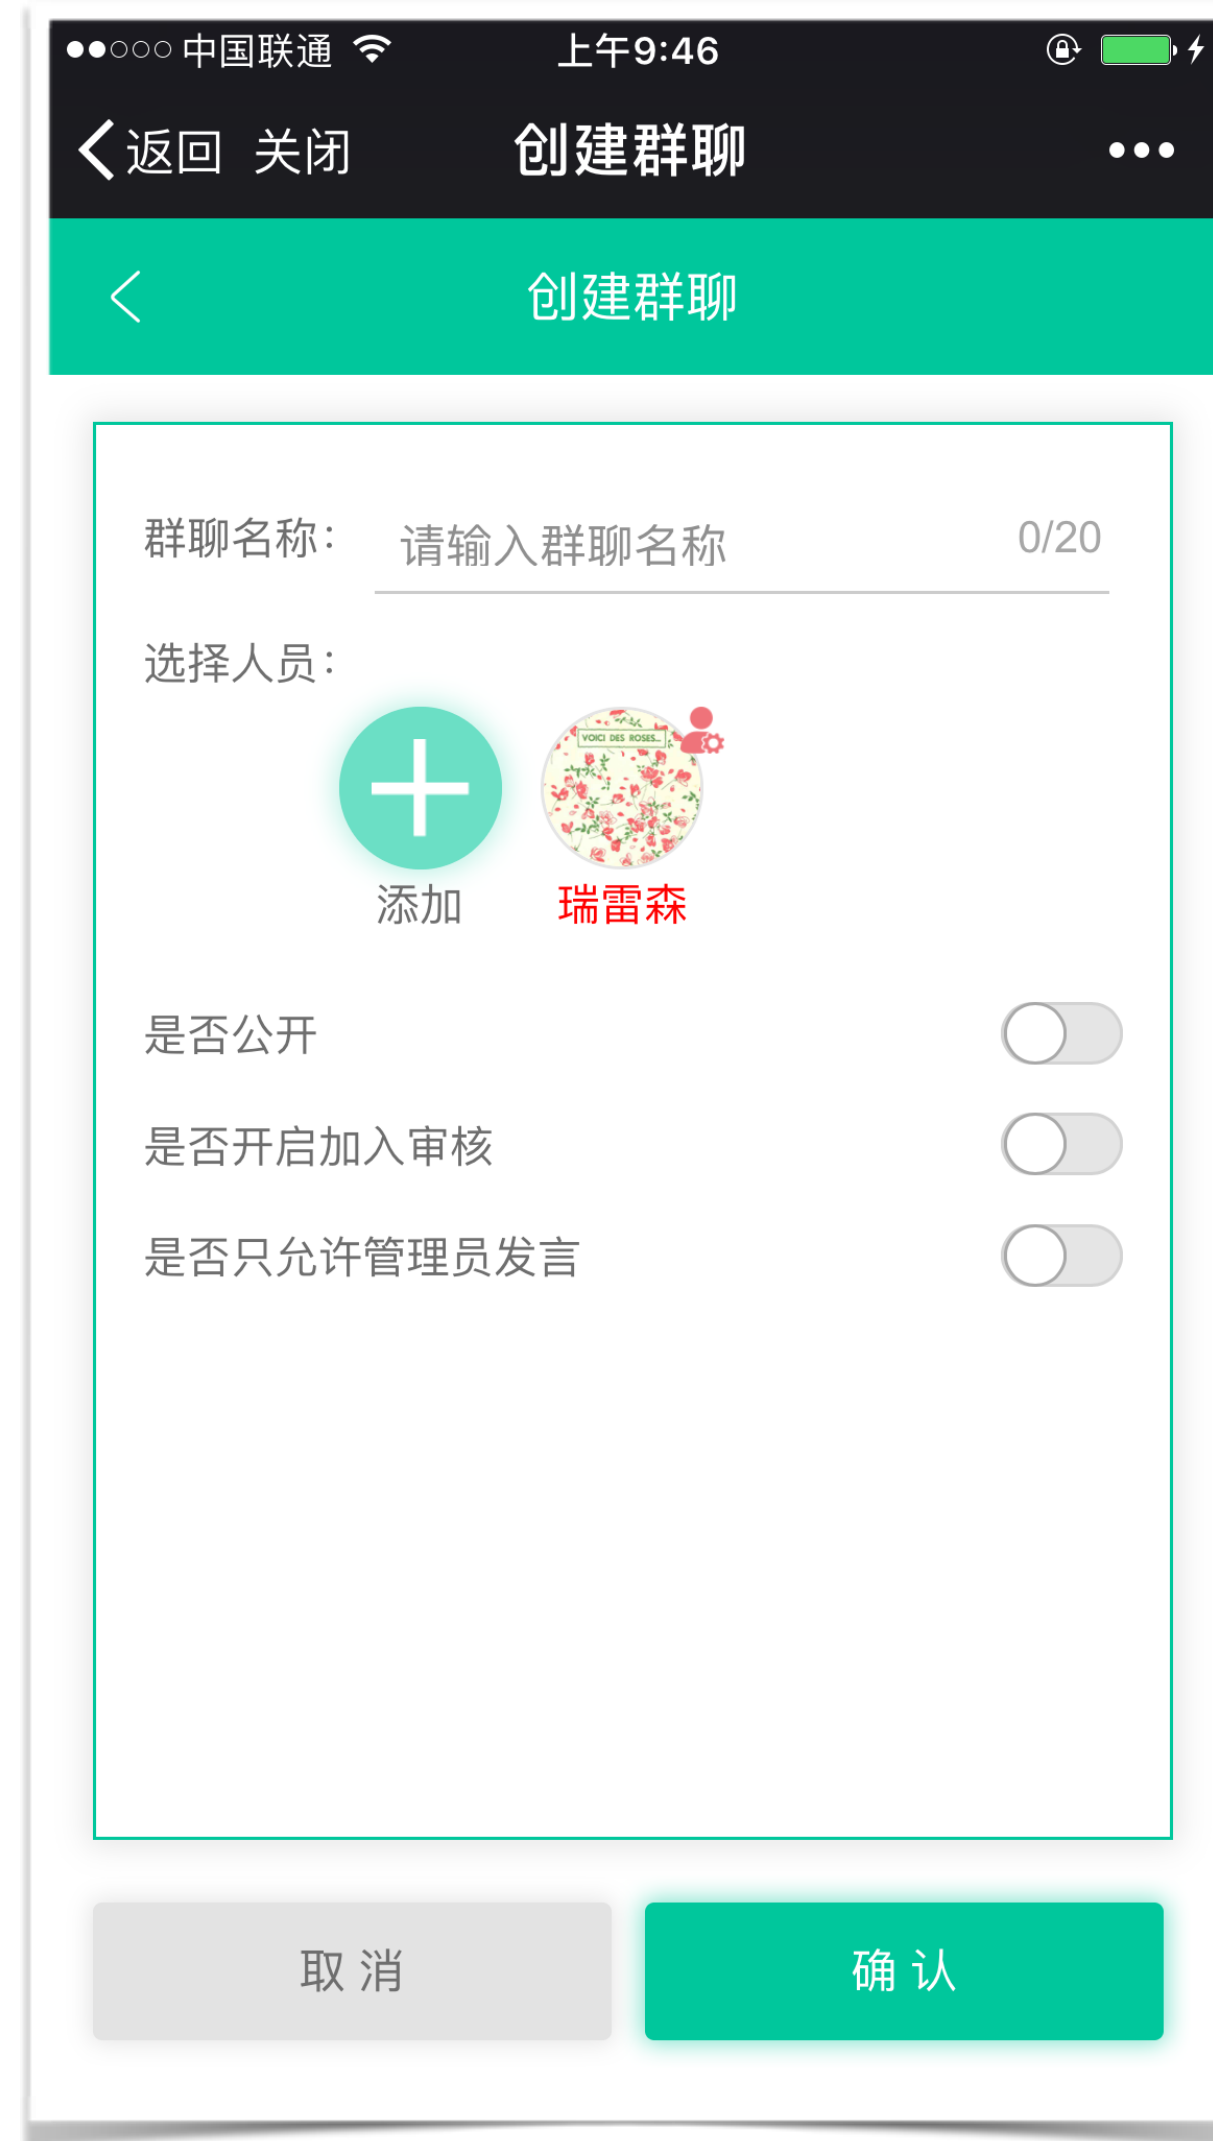 中国联通 上午9:46
返回 关闭 创建群聊
创建群聊
群聊名称： 请输入群聊名称 0/20
选择人员：
VOICI DES ROSES...
添加 瑞雷森
是否公开
是否开启加入审核
是否只允许管理员发言
取 消 确 认